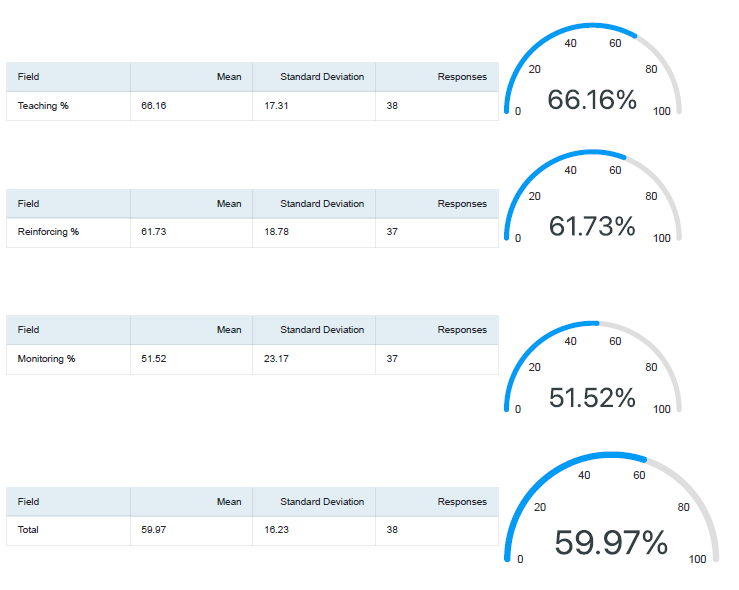 Field Mean Standard Deviation Responses
Teaching % 66.16 17.31 38
0 20 40 60 80 100
66.16%
Field Mean Standard Deviation Responses
Reinforcing % 61.73 18.78 37
0 20 40 60 80 100
61.73%
Field Mean Standard Deviation Responses
Monitoring % 51.52 23.17 37
0 20 40 60 80 100
51.52%
Field Mean Standard Deviation Responses
Total 59.97 16.23 38
0 20 40 60 80 100
59.97%